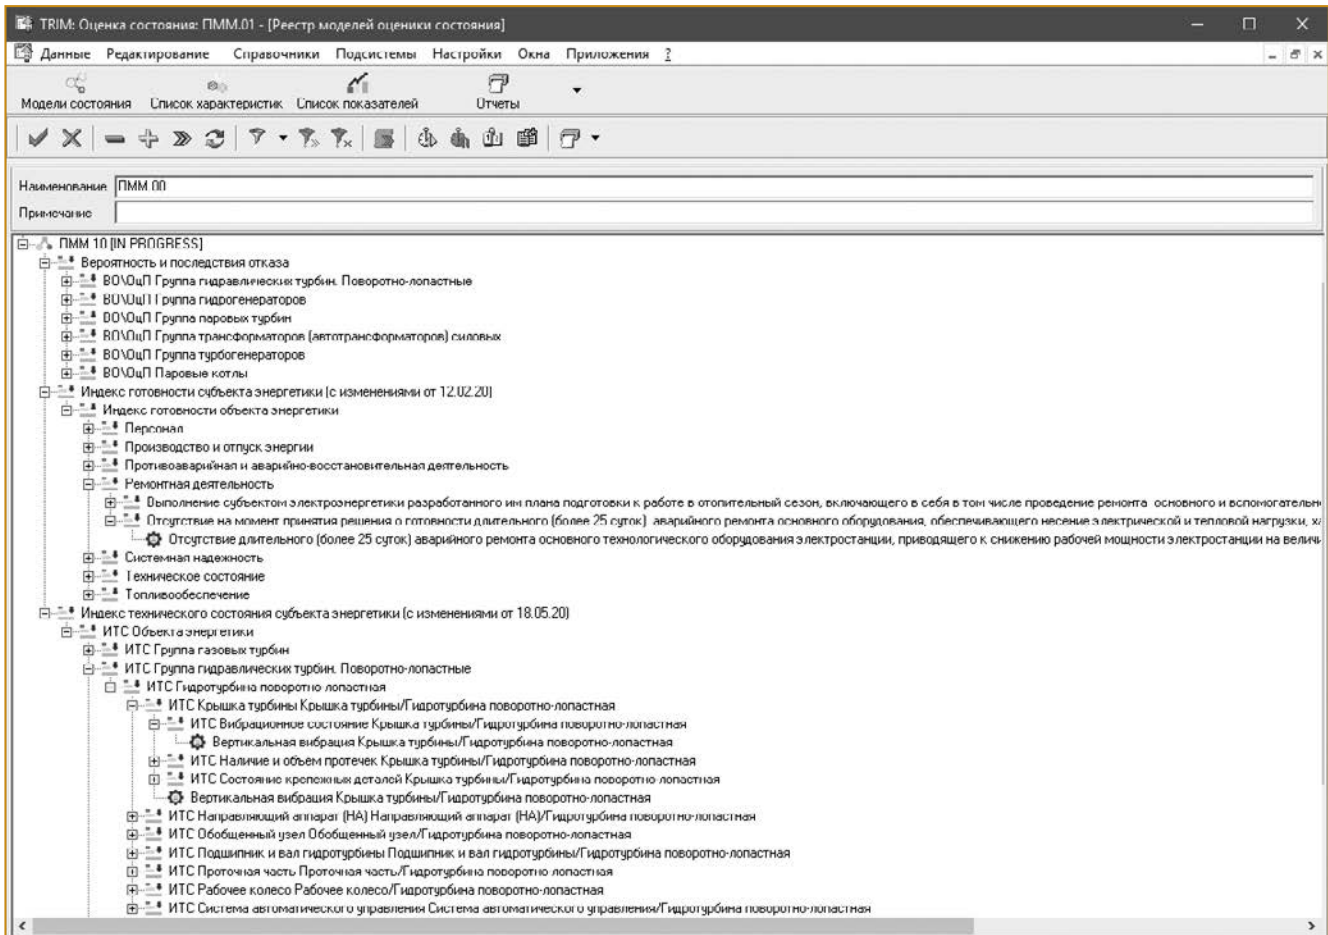 TRIM: Оценка состояния: ПММ.01 - [Реестр моделей оценики состояния]
Данные Редактирование Справочники Подсистемы Настройки Окна Приложения ?
Модели состояния Список характеристик Список показателей Отчеты
Наименование ПММ 00
Примечание
ПММ 10 [IN PROGRESS]
Вероятность и последствия отказа
ВО\ОцП Группа гидравлических турбин. Поворотно-лопастные
ВО\ОцП Группа гидрогенераторов
ВО\ОцП Группа паровых турбин
ВО\ОцП Группа трансформаторов (автотрансформаторов) силовых
ВО\ОцП Группа турбогенераторов
ВО\ОцП Паровые котлы
Индекс готовности субъекта энергетики (с изменениями от 12.02.20)
Индекс готовности объекта энергетики
Персонал
Производство и отпуск энергии
Противоаварийная и аварийно-восстановительная деятельность
Ремонтная деятельность
Выполнение субъектом электроэнергетики разработанного им плана подготовки к работе в отопительный сезон, включающего в себя в том числе проведение ремонта основного и вспомогательн
Отсутствие на момент принятия решения о готовности длительного (более 25 суток) аварийного ремонта основного оборудования, обеспечивающего несение электрической и тепловой нагрузки, ха
Отсутствие длительного (более 25 суток) аварийного ремонта основного технологического оборудования электростанции, приводящего к снижению рабочей мощности электростанции на велич
Системная надежность
Техническое состояние
Топливообеспечение
Индекс технического состояния субъекта энергетики (с изменениями от 18.05.20)
ИТС Объекта энергетики
ИТС Группа газовых турбин
ИТС Группа гидравлических турбин. Поворотно-лопастные
ИТС Гидротурбина поворотно лопастная
ИТС Крышка турбины Крышка турбины/Гидротурбина поворотно-лопастная
ИТС Вибрационное состояние Крышка турбины/Гидротурбина поворотно-лопастная
Вертикальная вибрация Крышка турбины/Гидротурбина поворотно-лопастная
ИТС Наличие и объем протечек Крышка турбины/Гидротурбина поворотно-лопастная
ИТС Состояние крепежных деталей Крышка турбины/Гидротурбина поворотно лопастная
Вертикальная вибрация Крышка турбины/Гидротурбина поворотно-лопастная
ИТС Направляющий аппарат (НА) Направляющий аппарат (НА)/Гидротурбина поворотно-лопастная
ИТС Обобщенный узел Обобщенный узел/Гидротурбина поворотно-лопастная
ИТС Подшипник и вал гидротурбины Подшипник и вал гидротурбины/Гидротурбина поворотно-лопастная
ИТС Проточная часть Проточная часть/Гидротурбина поворотно лопастная
ИТС Рабочее колесо Рабочее колесо/Гидротурбина поворотно-лопастная
ИТС Система автоматического управления Система автоматического управления/Гидротурбина поворотно-лопастная